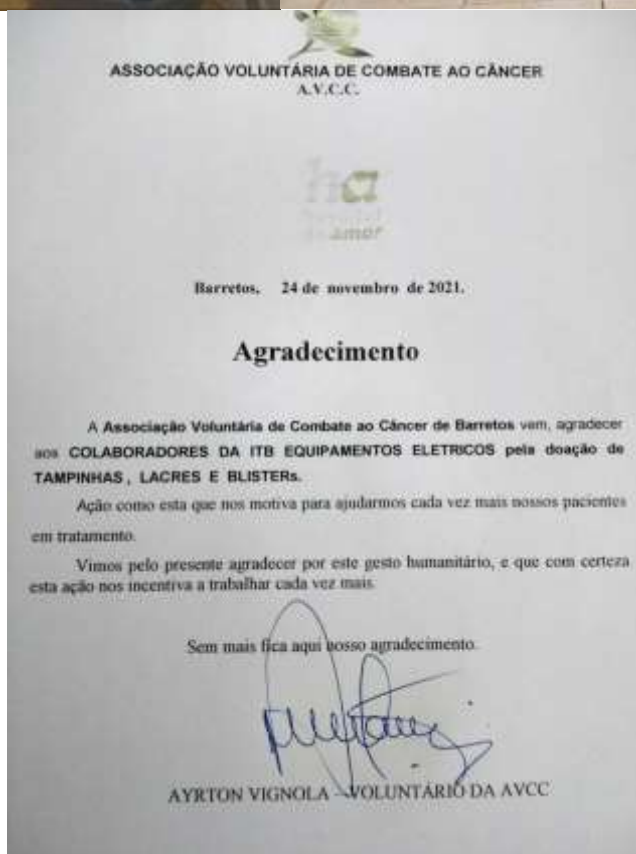 ASSOCIAÇÃO VOLUNTÁRIA DE COMBATE AO CÂNCER
A.V.C.C.
ha
amor
Barretos, 24 de novembro de 2021.
Agradecimento
A Associação Voluntária de Combate ao Câncer de Barretos vem, agradecer
aos COLABORADORES DA ITB EQUIPAMENTOS ELETRICOS pela doação de
TAMPINHAS, LACRES E BLISTERs.
Ação como esta que nos motiva para ajudarmos cada vez mais nossos pacientes
em tratamento.
Vimos pelo presente agradecer por este gesto humanitário, e que com certeza
esta ação nos incentiva a trabalhar cada vez mais.
Sem mais fica aqui nosso agradecimento.
AYRTON VIGNOLA - VOLUNTÁRIO DA AVCC